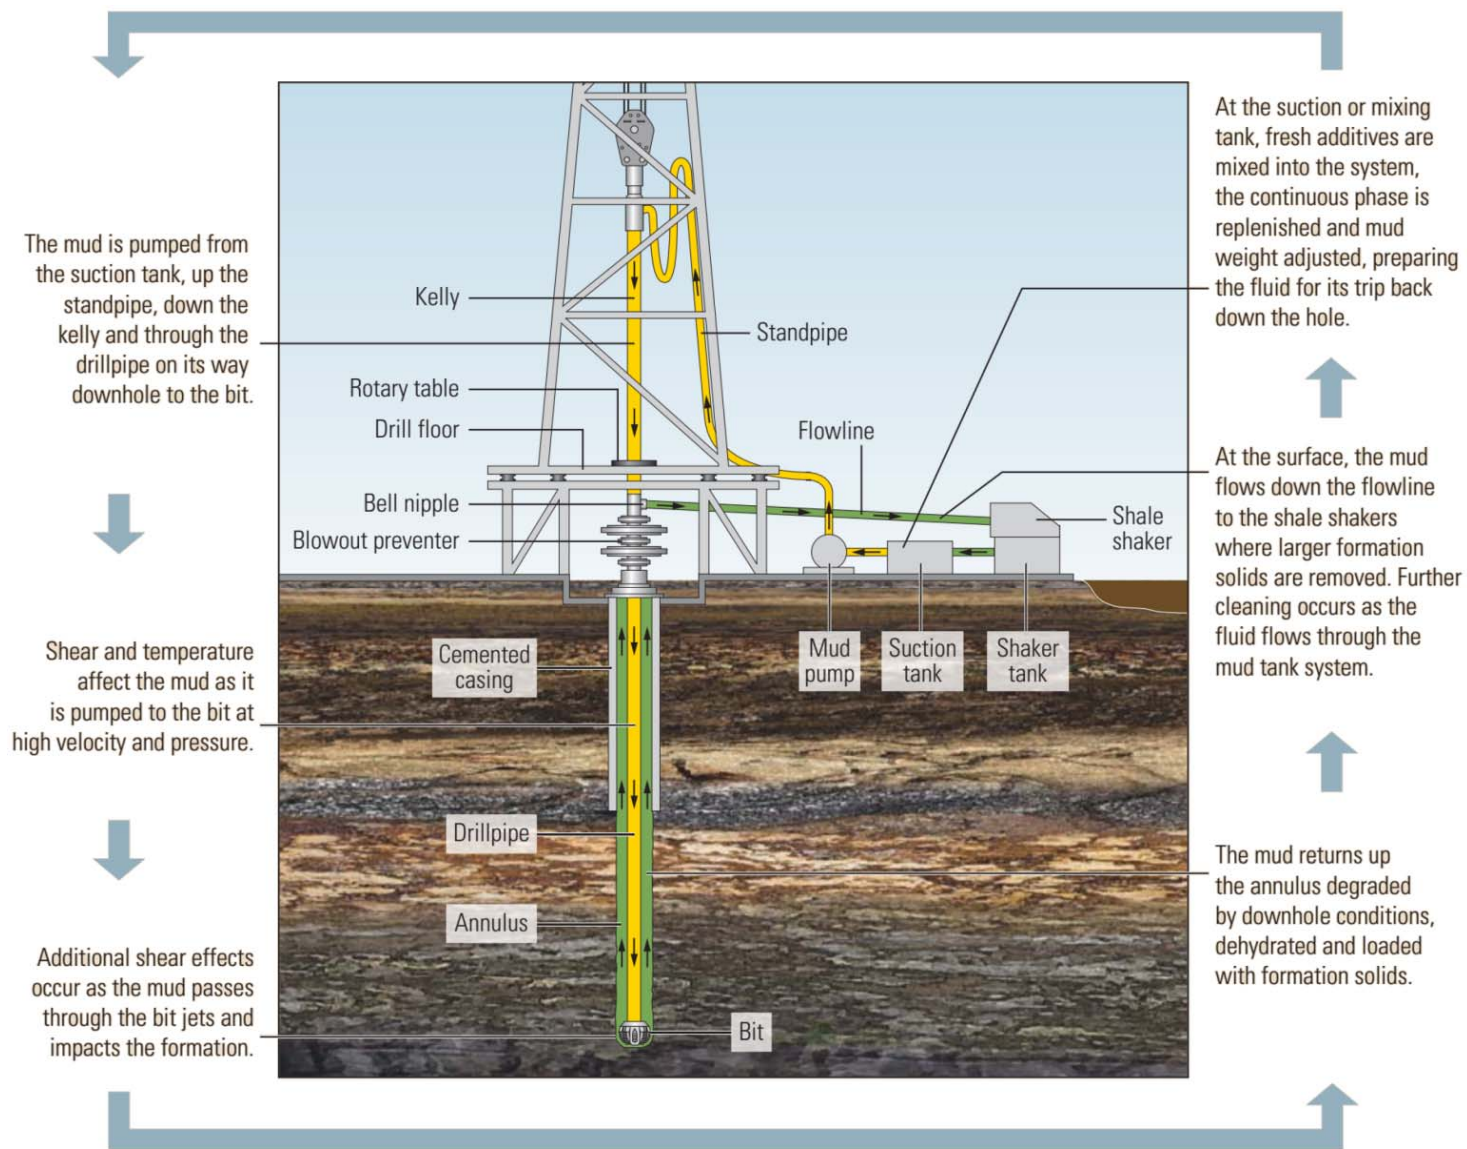 The mud is pumped from
the suction tank, up the
standpipe, down the
kelly and through the
drillpipe on its way
downhole to the bit.
Shear and temperature
affect the mud as it
is pumped to the bit at
high velocity and pressure.
Additional shear effects
occur as the mud passes
through the bit jets and
impacts the formation.
Kelly
Standpipe
Rotary table
Drill floor
Flowline
Bell nipple
Blowout preventer
Shale
shaker
Cemented
casing
Mud
pump
Suction
tank
Shaker
tank
Drillpipe
Annulus
Bit
At the suction or mixing
tank, fresh additives are
mixed into the system,
the continuous phase is
replenished and mud
weight adjusted, preparing
the fluid for its trip back
down the hole.
At the surface, the mud
flows down the flowline
to the shale shakers
where larger formation
solids are removed. Further
cleaning occurs as the
fluid flows through the
mud tank system.
The mud returns up
the annulus degraded
by downhole conditions,
dehydrated and loaded
with formation solids.